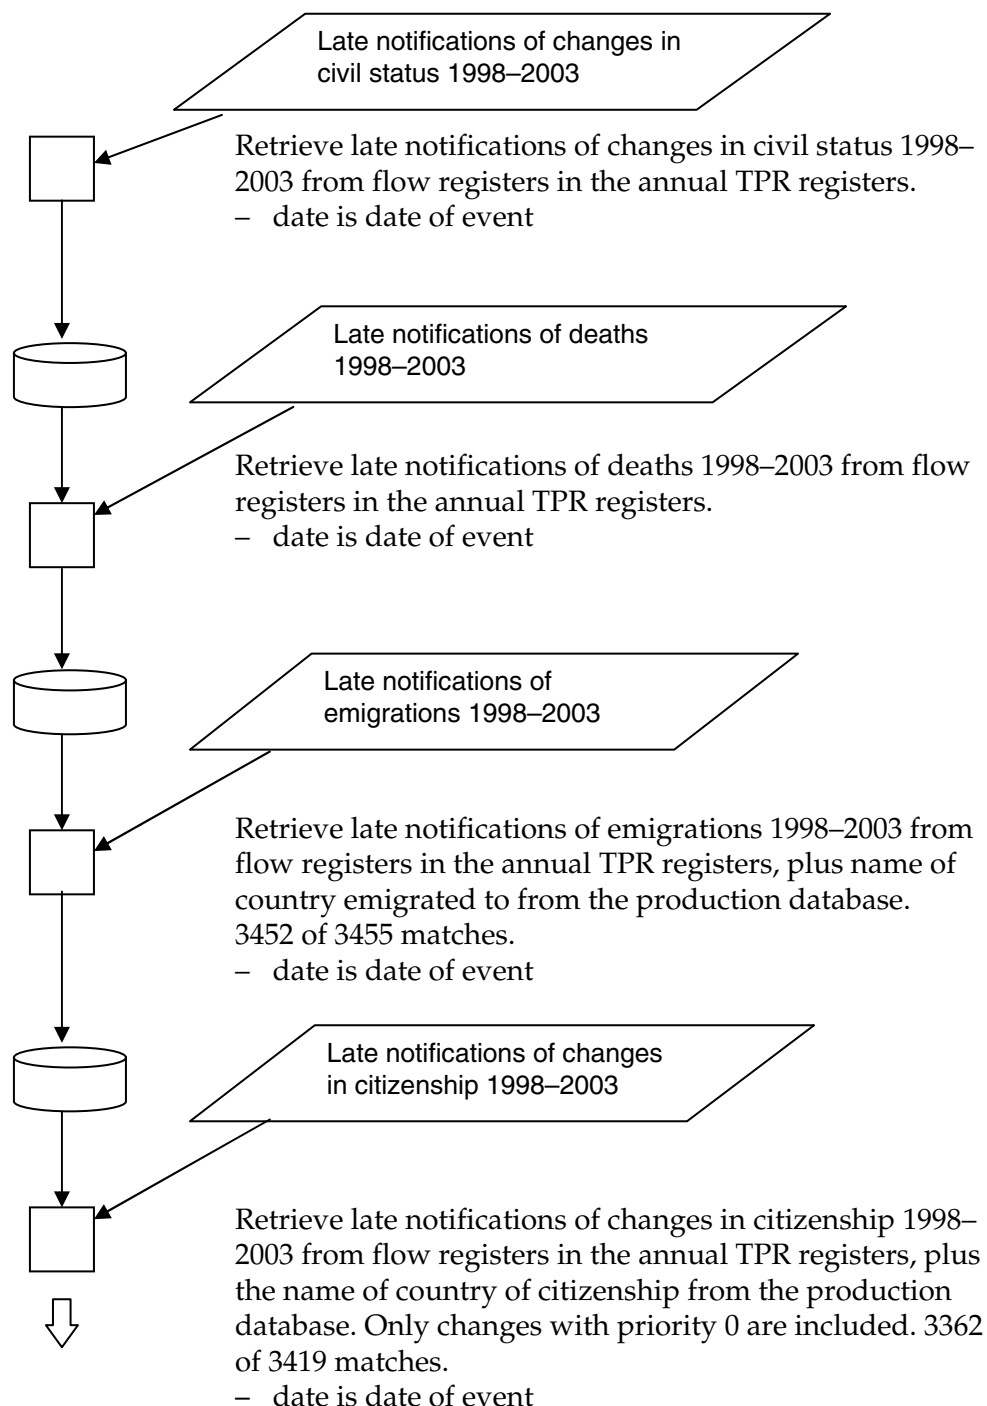 Late notifications of changes in
civil status 1998–2003
Retrieve late notifications of changes in civil status 1998–
2003 from flow registers in the annual TPR registers.
– date is date of event
Late notifications of deaths
1998–2003
Retrieve late notifications of deaths 1998–2003 from flow
registers in the annual TPR registers.
– date is date of event
Late notifications of
emigrations 1998–2003
Retrieve late notifications of emigrations 1998–2003 from
flow registers in the annual TPR registers, plus name of
country emigrated to from the production database.
3452 of 3455 matches.
– date is date of event
Late notifications of changes
in citizenship 1998–2003
Retrieve late notifications of changes in citizenship 1998–
2003 from flow registers in the annual TPR registers, plus
the name of country of citizenship from the production
database. Only changes with priority 0 are included. 3362
of 3419 matches.
– date is date of event